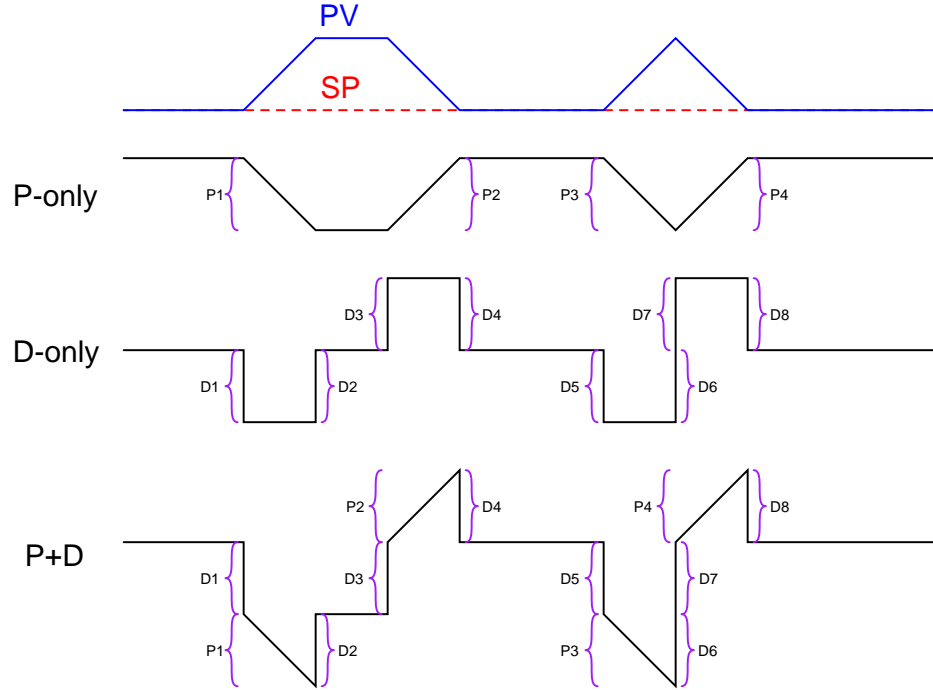 PV
SP
P-only
P1
P2
P3
P4
D-only
D3
D4
D7
D8
D1
D2
D5
D6
P+D
P2
D4
P4
D8
D1
D3
D5
D7
P1
D2
P3
D6